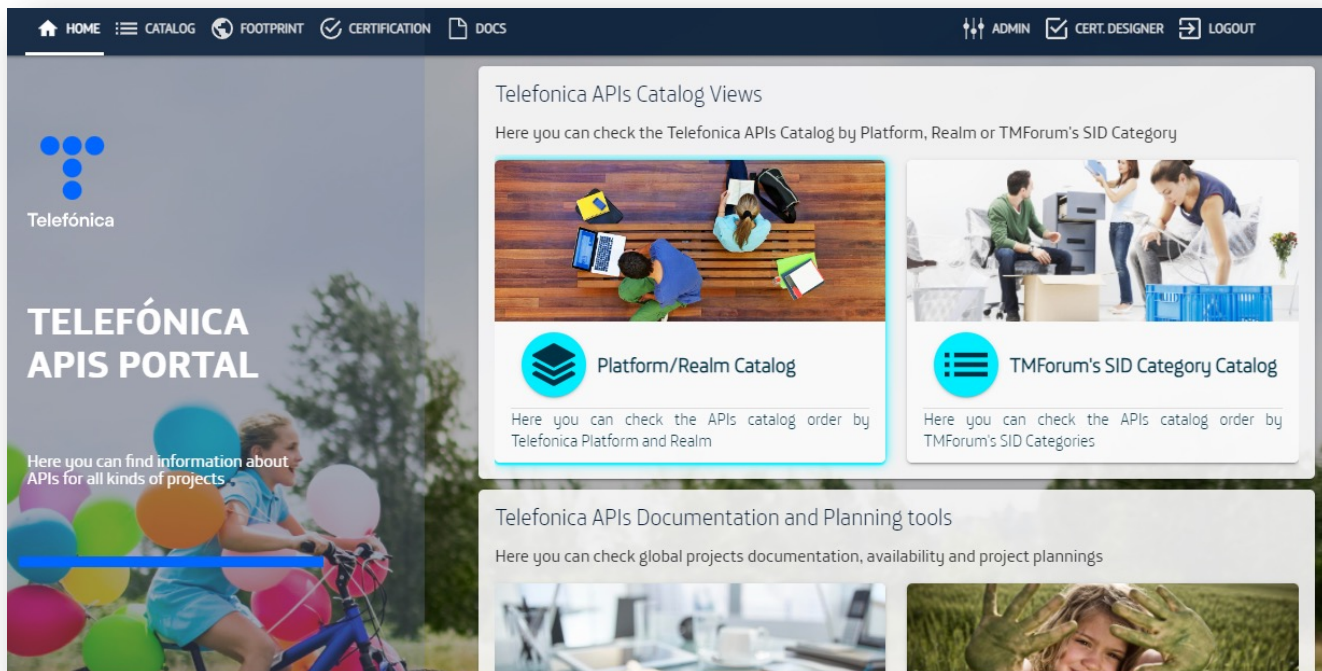 HOME CATALOG FOOTPRINT CERTIFICATION DOCS ADMIN CERT. DESIGNER LOGOUT
Telefónica
TELEFÓNICA
APIS PORTAL
Here you can find information about
APIs for all kinds of projects
Telefonica APIs Catalog Views
Here you can check the Telefonica APIs Catalog by Platform, Realm or TMForum's SID Category
Platform/Realm Catalog
Here you can check the APIs catalog order by
Telefonica Platform and Realm
TMForum's SID Category Catalog
Here you can check the APIs catalog order by
TMForum's SID Categories
Telefonica APIs Documentation and Planning tools
Here you can check global projects documentation, availability and project plannings